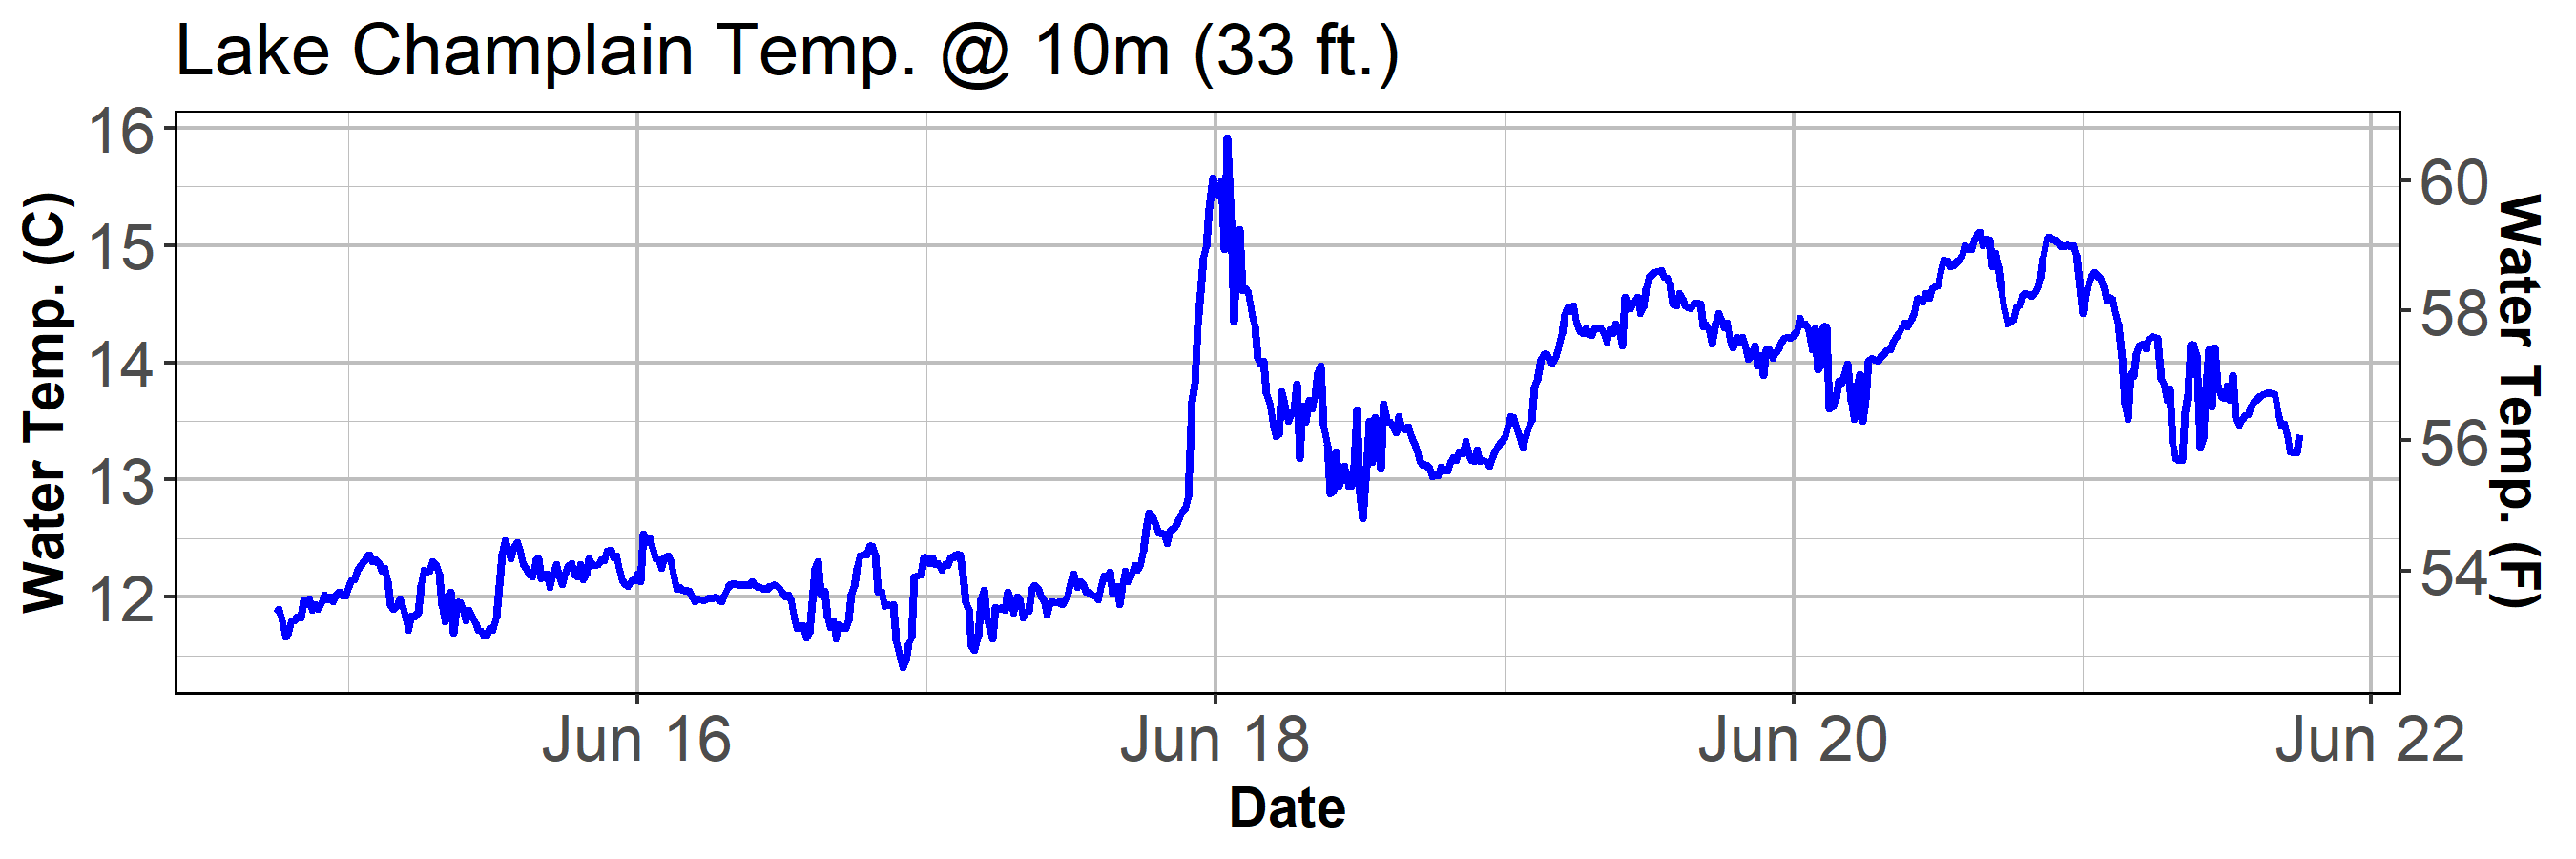 Lake Champlain Temp. @ 10m (33 ft.)
Water Temp. (C)
16
15
14
13
12
60
58
56
54
Water Temp. (F)
Jun 16
Jun 18
Jun 20
Jun 22
Date